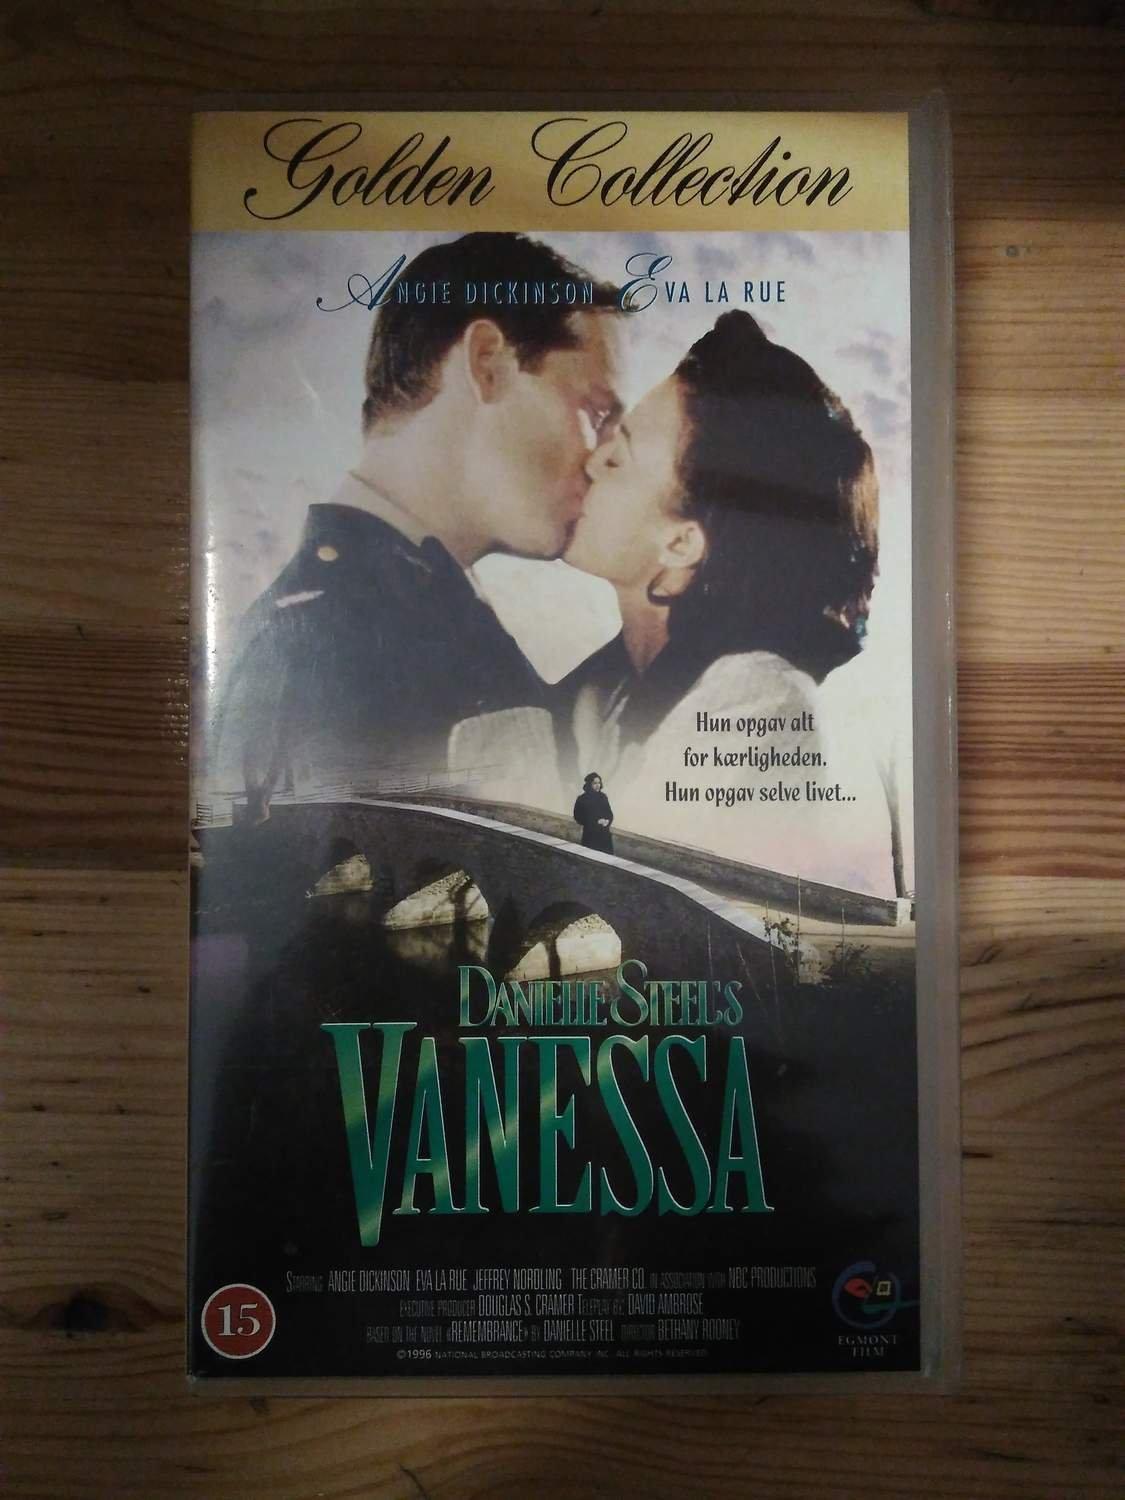 Golden Collection
ANGIE DICKINSON EVA LA RUE
Hun opgav alt
for kærligheden.
Hun opgav selve livet...
DANIELLE STEEL'S
VANESSA
STARRING ANGIE DICKINSON EVA LA RUE JEFFREY NORDLING THE CRAMER CO. IN ASSOCIATION WITH NBC PRODUCTIONS
EXECUTIVE PRODUCER DOUGLAS S. CRAMER TELEPLAY BY: DAVID AMBROSE
BASED ON THE NOVEL «REMEMBRANCE» BY DANIELLE STEEL DIRECTOR BETHANY ROONEY
©1996 NATIONAL BROADCASTING COMPANY INC. ALL RIGHTS RESERVED
15
EGMONT
FILM